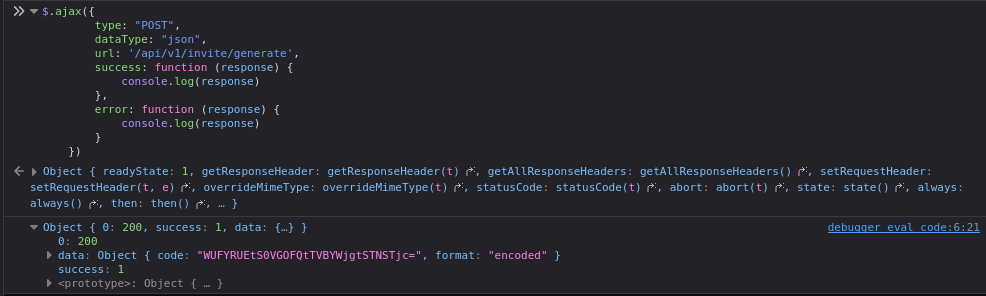 $.ajax({
type: "POST",
dataType: "json",
url: '/api/v1/invite/generate',
success: function (response) {
console.log(response)
},
error: function (response) {
console.log(response)
}
})
Object { readyState: 1, getResponseHeader: getResponseHeader(t), getAllResponseHeaders: getAllResponseHeaders(), setRequestHeader:
setRequestHeader(t, e), overrideMimeType: overrideMimeType(t), statusCode: statusCode(t), abort: abort(t), state: state(), always:
always(), then: then(), … }
Object { 0: 200, success: 1, data: {…} } debugger eval code:6:21
0: 200
data: Object { code: "WUFYRUEtS0VGOFQtTVBYWjgtSTNSTjc=", format: "encoded" }
success: 1
<prototype>: Object { … }